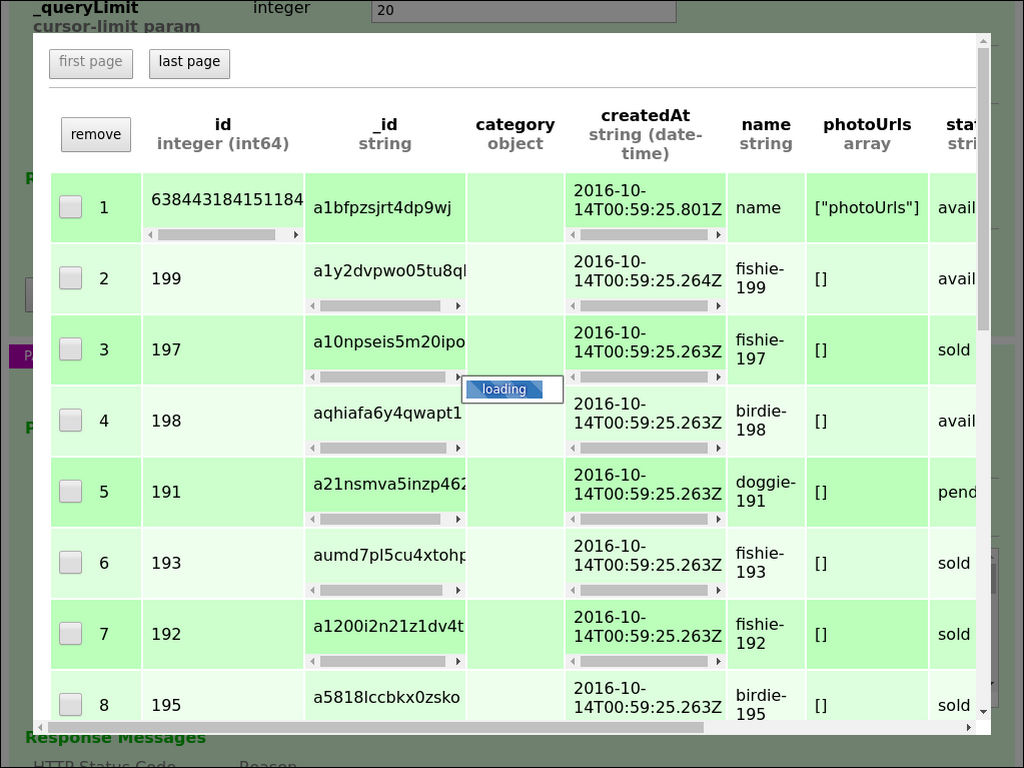 _queryLimit integer 20
cursor-limit param
first page last page
remove id _id category createdAt name photoUrls
integer (int64) string object string (date-time) string array
1 638443184151184 a1bfpzsjrt4dp9wj 2016-10-14T00:59:25.801Z name ["photoUrls"] avail
2 199 a1y2dvpwo05tu8q 2016-10-14T00:59:25.264Z fishie-199 [] avail
3 197 a10npseis5m20ipo 2016-10-14T00:59:25.263Z fishie-197 [] sold
loading
4 198 aqhiafa6y4qwapt1 2016-10-14T00:59:25.263Z birdie-198 [] avail
5 191 a21nsmva5inzp462 2016-10-14T00:59:25.263Z doggie-191 [] pend
6 193 aumd7pl5cu4xtohp 2016-10-14T00:59:25.263Z fishie-193 [] sold
7 192 a1200i2n21z1dv4t 2016-10-14T00:59:25.263Z fishie-192 [] sold
8 195 a5818lccbkx0zsko 2016-10-14T00:59:25.263Z birdie-195 [] sold
Response Messages
HTTP Status Code Reason